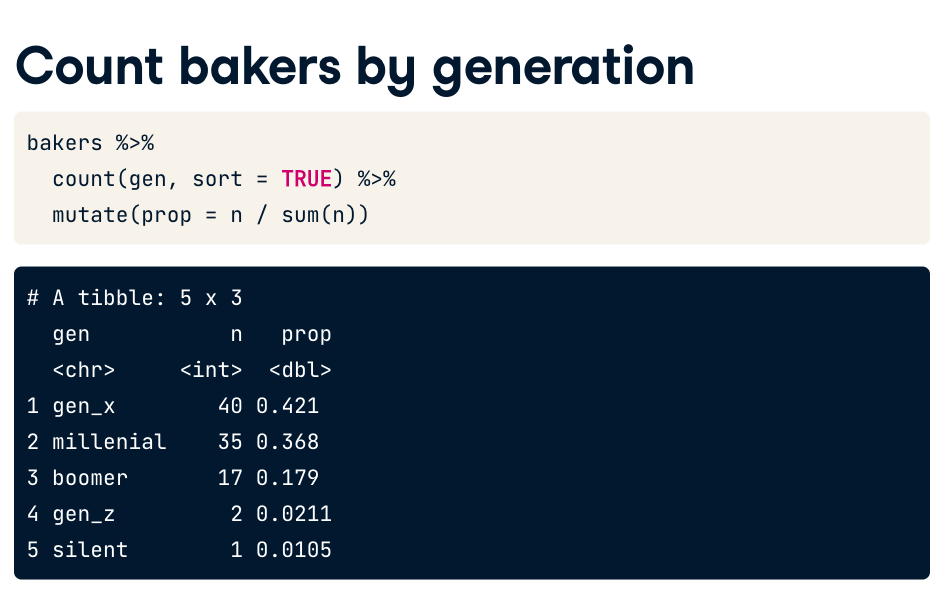 Count bakers by generation
bakers %>%
  count(gen, sort = TRUE) %>%
  mutate(prop = n / sum(n))
# A tibble: 5 x 3
  gen           n   prop
  <chr>     <int>  <dbl>
1 gen_x        40 0.421
2 millenial    35 0.368
3 boomer       17 0.179
4 gen_z         2 0.0211
5 silent        1 0.0105